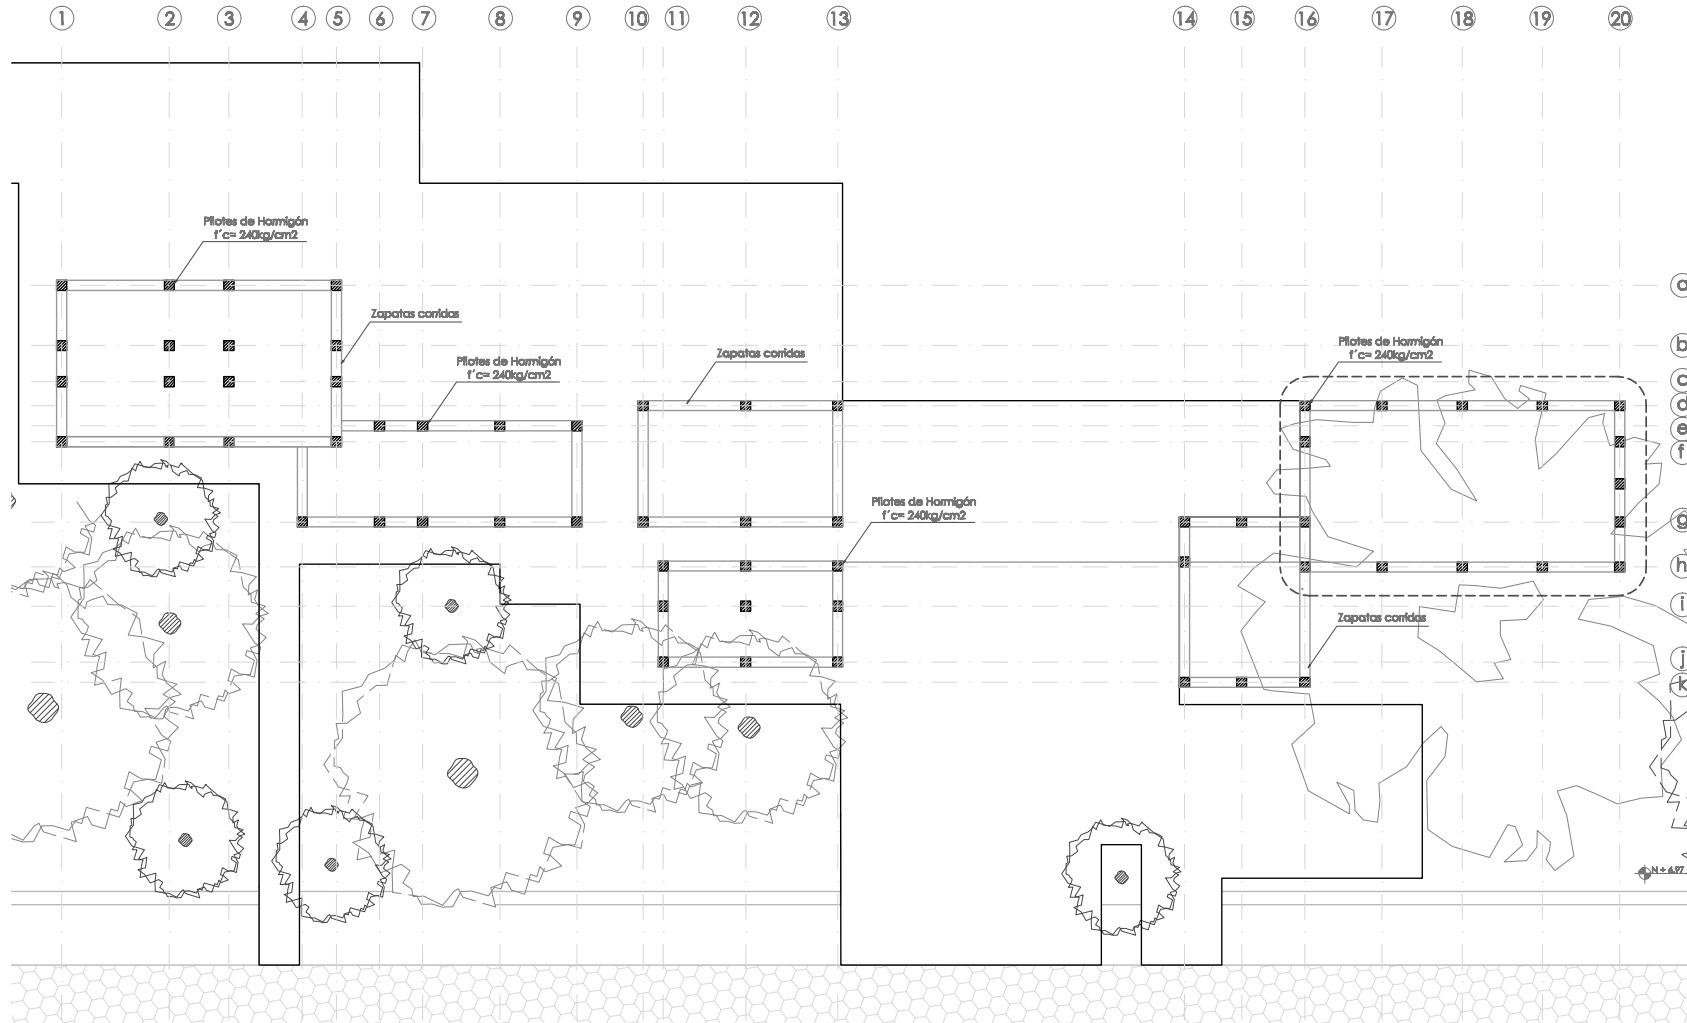 1 2 3 4 5 6 7 8 9 10 11 12 13 14 15 16 17 18 19 20
Pilotes de Hormigón
f´c= 240kg/cm2
a
Zapatas corridas
b
Pilotes de Hormigón
f´c= 240kg/cm2
Zapatas corridas
Pilotes de Hormigón
f´c= 240kg/cm2
c
d
e
f
Pilotes de Hormigón
f´c= 240kg/cm2
g
h
i
Zapatas corridas
j
k
N + 4.97